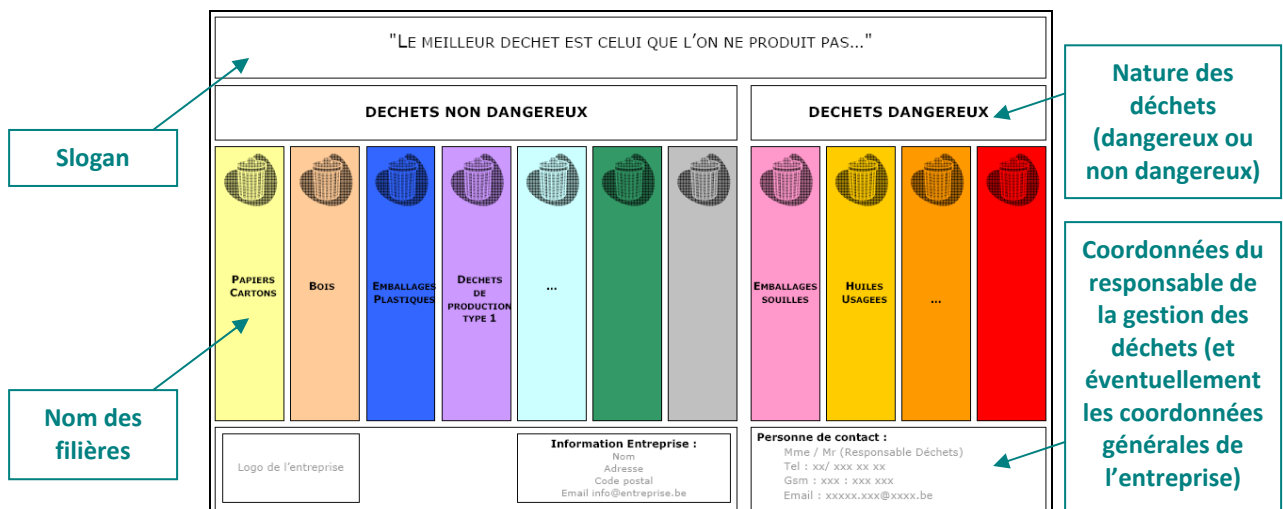 "LE MEILLEUR DECHET EST CELUI QUE L'ON NE PRODUIT PAS..."
DECHETS NON DANGEREUX
DECHETS DANGEREUX
Slogan
Nature des
déchets
(dangereux ou
non dangereux)
PAPIERS
CARTONS
BOIS
EMBALLAGES
PLASTIQUES
DECHETS
DE
PRODUCTION
TYPE 1
...
EMBALLAGES
SOUILLES
HUILES
USAGEES
...
Nom des
filières
Coordonnées du
responsable de
la gestion des
déchets (et
éventuellement
les coordonnées
générales de
l'entreprise)
Logo de l'entreprise
Information Entreprise :
Nom
Adresse
Code postal
Email info@entreprise.be
Personne de contact :
Mme / Mr (Responsable Déchets)
Tel : xx/ xxx xx xx
Gsm : xxx : xxx xxx
Email : xxxxx.xxx@xxxx.be